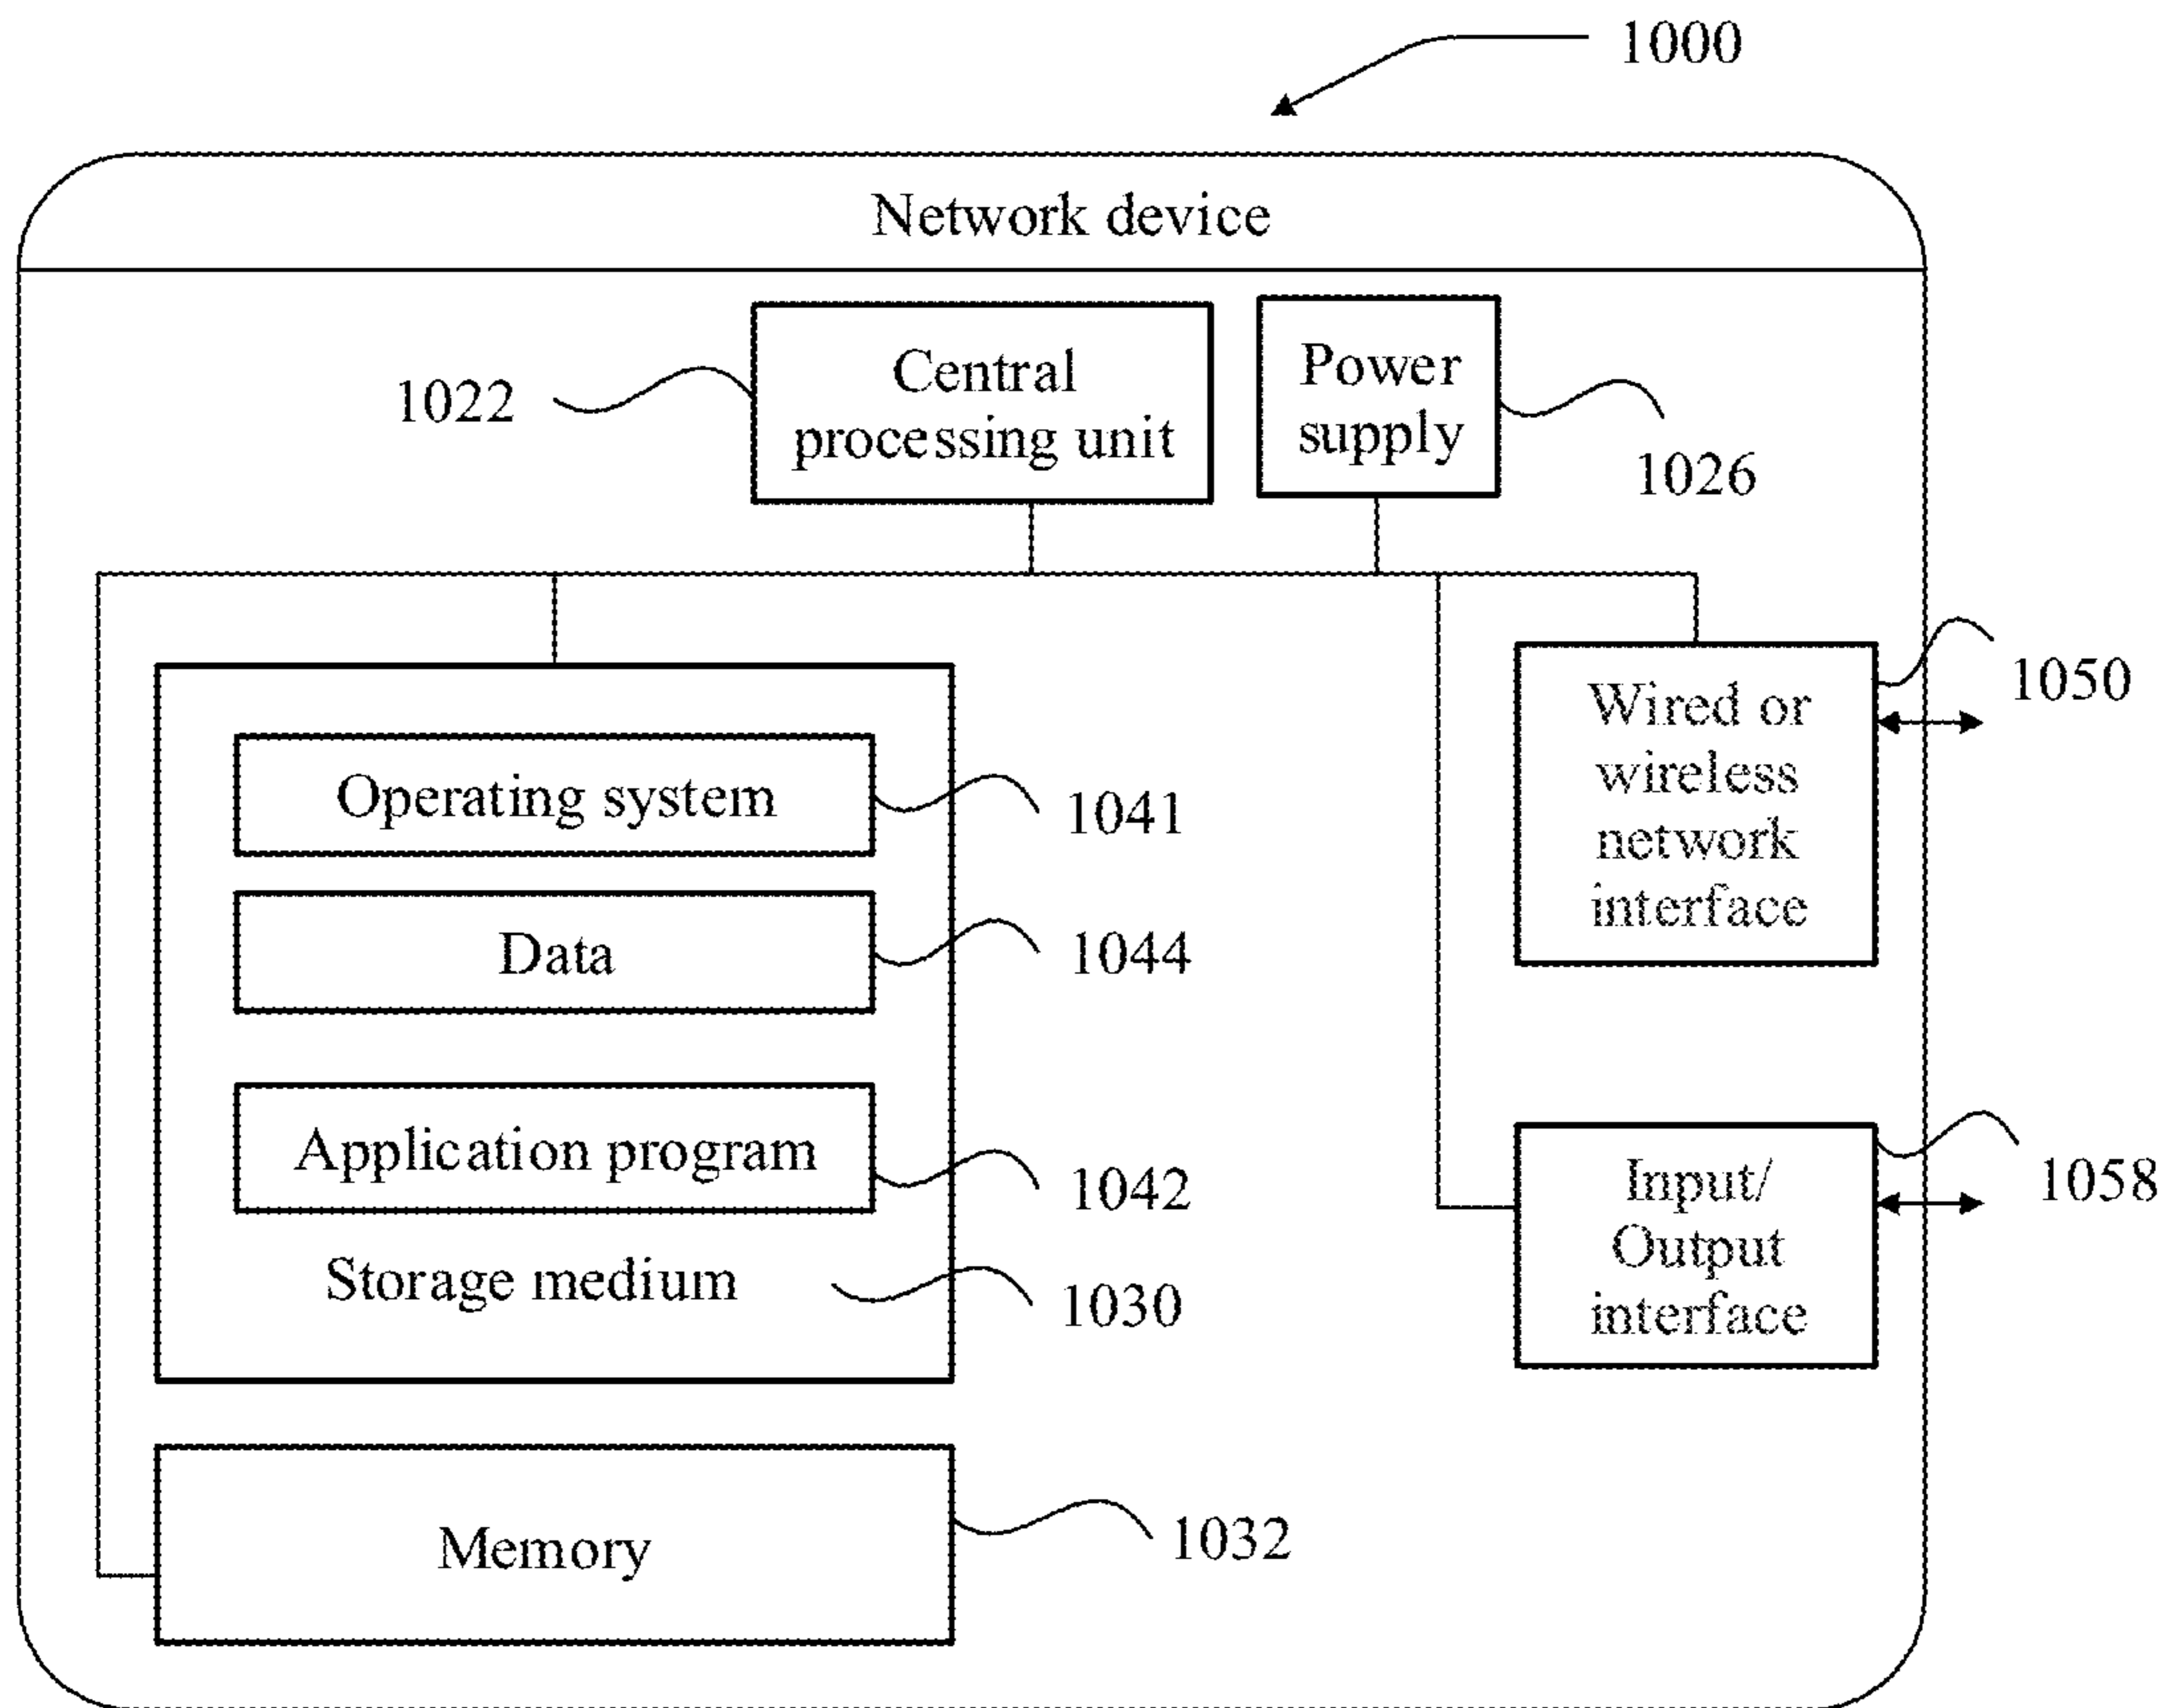 1000
Network device
Central
processing unit
1022
Power
supply
1026
Operating system
1041
Data
1044
Application program
1042
Storage medium
1030
Memory
1032
Wired or
wireless
network
interface
1050
Input/
Output
interface
1058